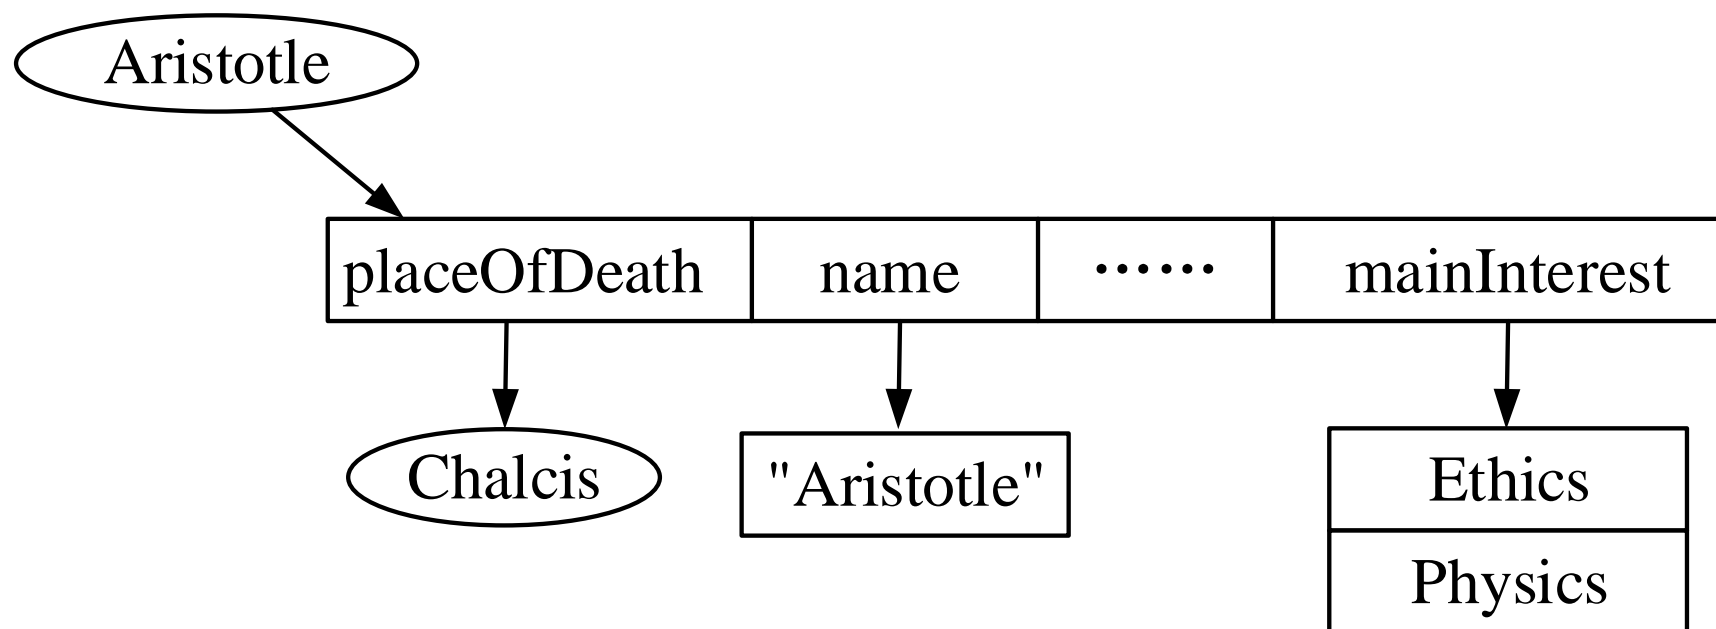 Aristotle
placeOfDeath name ...... mainInterest
Chalcis "Aristotle" Ethics
Physics